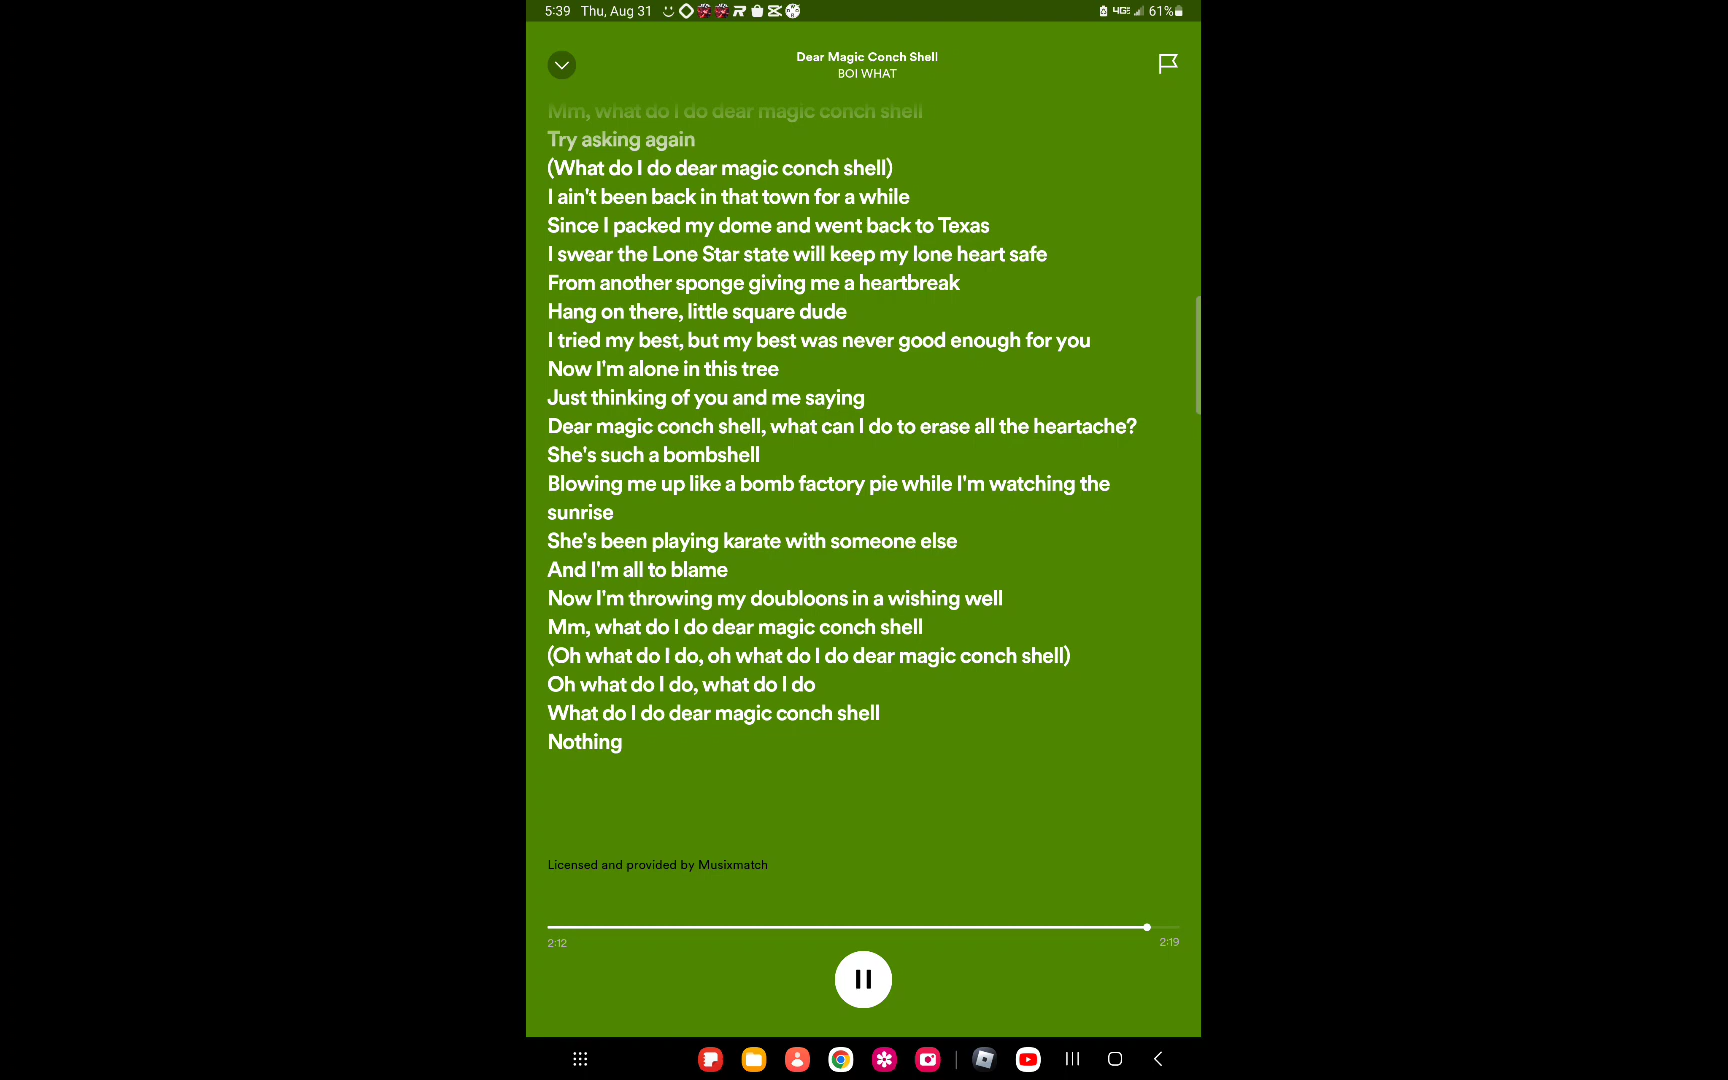 5:39 Thu, Aug 31
4GE 61%
Dear Magic Conch Shell
BOI WHAT
Mm, what do I do dear magic conch shell
Try asking again
(What do I do dear magic conch shell)
I ain't been back in that town for a while
Since I packed my dome and went back to Texas
I swear the Lone Star state will keep my lone heart safe
From another sponge giving me a heartbreak
Hang on there, little square dude
I tried my best, but my best was never good enough for you
Now I'm alone in this tree
Just thinking of you and me saying
Dear magic conch shell, what can I do to erase all the heartache?
She's such a bombshell
Blowing me up like a bomb factory pie while I'm watching the
sunrise
She's been playing karate with someone else
And I'm all to blame
Now I'm throwing my doubloons in a wishing well
Mm, what do I do dear magic conch shell
(Oh what do I do, oh what do I do dear magic conch shell)
Oh what do I do, what do I do
What do I do dear magic conch shell
Nothing
Licensed and provided by Musixmatch
2:12
2:19